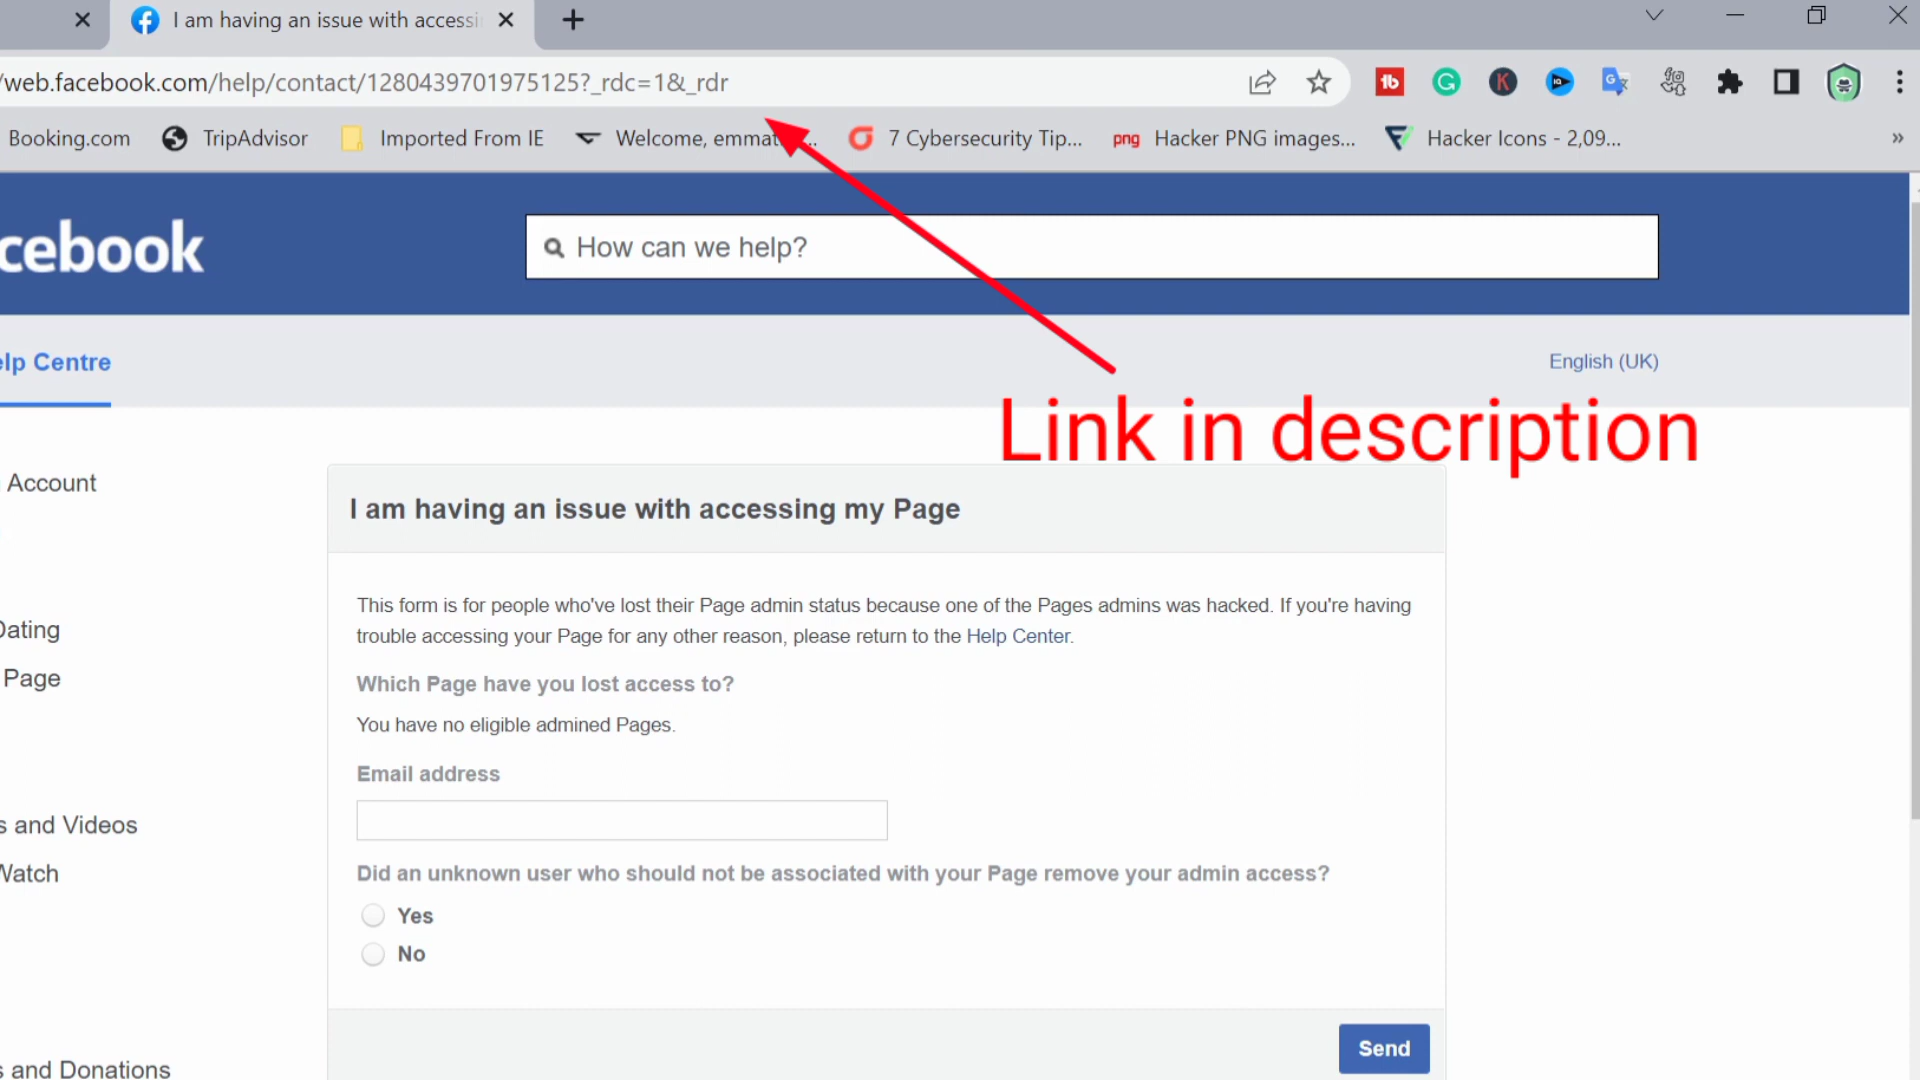 I am having an issue with accessi
/web.facebook.com/help/contact/1280439701975125?_rdc=1&_rdr
Booking.com TripAdvisor Imported From IE Welcome, emmat... 7 Cybersecurity Tip... png Hacker PNG images... Hacker Icons - 2,09... »
cebook
How can we help?
elp Centre
English (UK)
Link in description
Account
I am having an issue with accessing my Page
This form is for people who've lost their Page admin status because one of the Pages admins was hacked. If you're having
trouble accessing your Page for any other reason, please return to the Help Center.
Dating
Page
Which Page have you lost access to?
You have no eligible admined Pages.
Email address
s and Videos
Watch
Did an unknown user who should not be associated with your Page remove your admin access?
Yes
No
Send
s and Donations